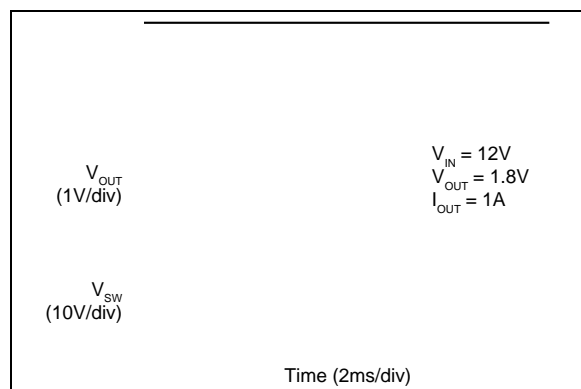 V_OUT
(1V/div)
V_IN = 12V
V_OUT = 1.8V
I_OUT = 1A
V_SW
(10V/div)
Time (2ms/div)